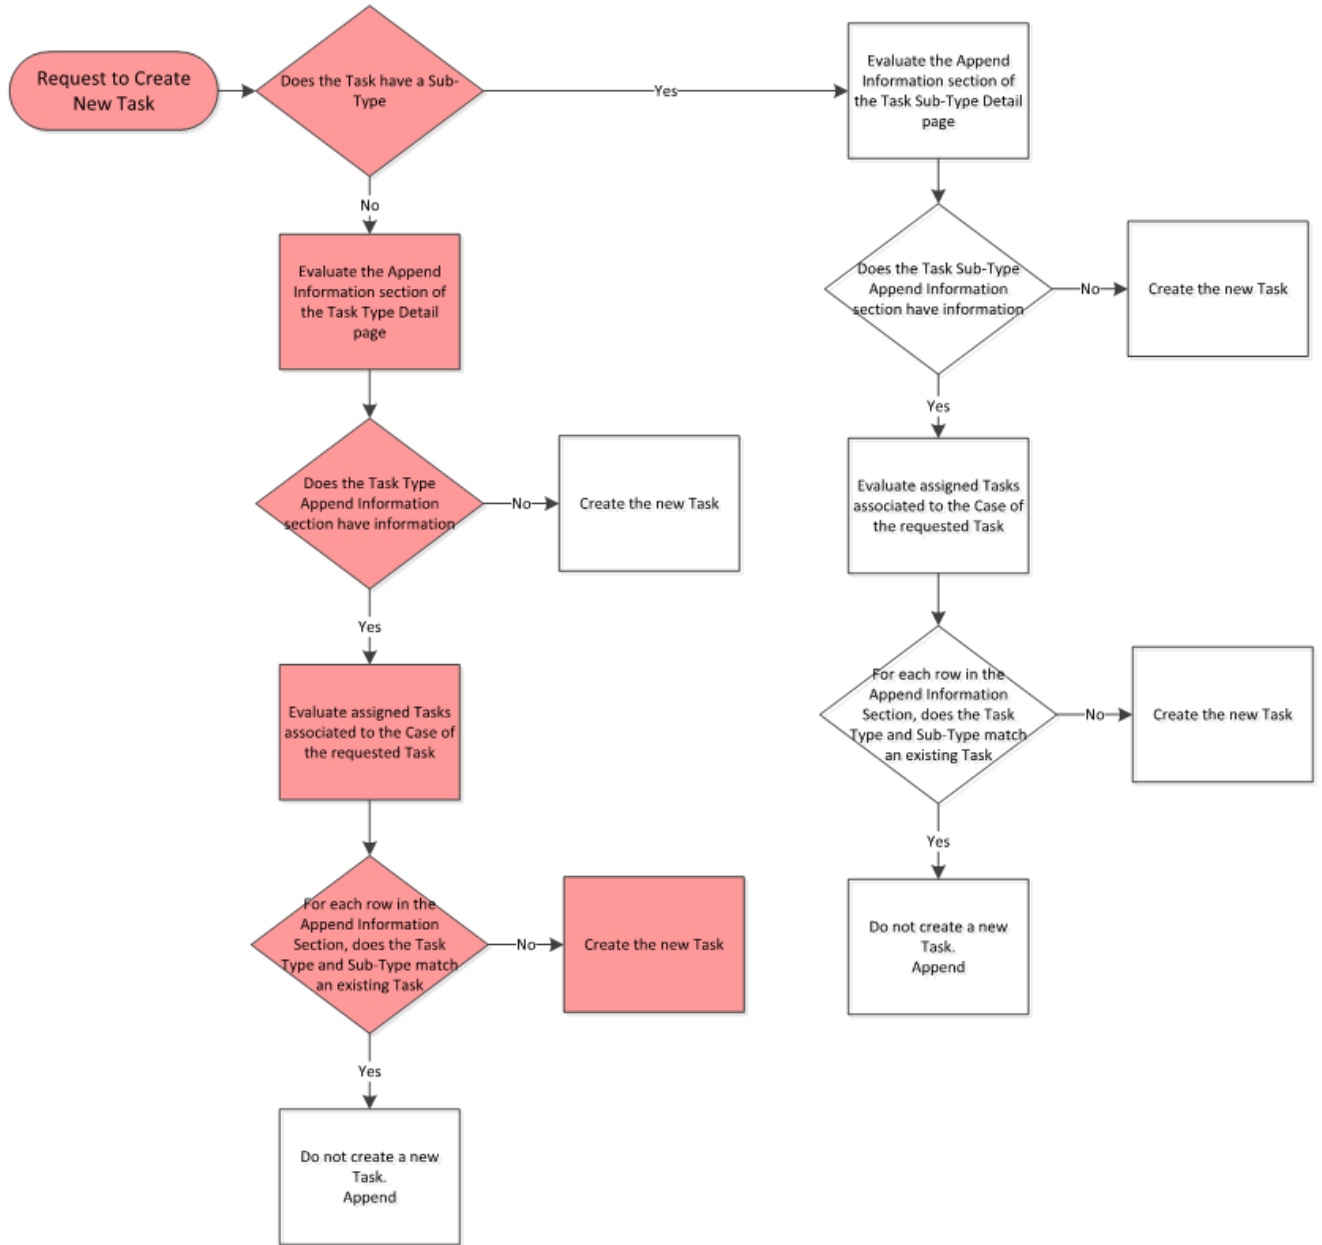 Request to Create
New Task
Does the Task have a Sub-
Type
Yes
Evaluate the Append
Information section of
the Task Sub-Type Detail
page
No
Evaluate the Append
Information section of
the Task Type Detail
page
Does the Task Sub-Type
Append Information
section have information
No
Create the new Task
Yes
Does the Task Type
Append Information
section have information
No
Create the new Task
Evaluate assigned Tasks
associated to the Case of
the requested Task
Yes
Evaluate assigned Tasks
associated to the Case of
the requested Task
For each row in the
Append Information
Section, does the Task
Type and Sub-Type match
an existing Task
No
Create the new Task
Yes
For each row in the
Append Information
Section, does the Task
Type and Sub-Type match
an existing Task
No
Create the new Task
Do not create a new
Task.
Append
Yes
Do not create a new
Task.
Append